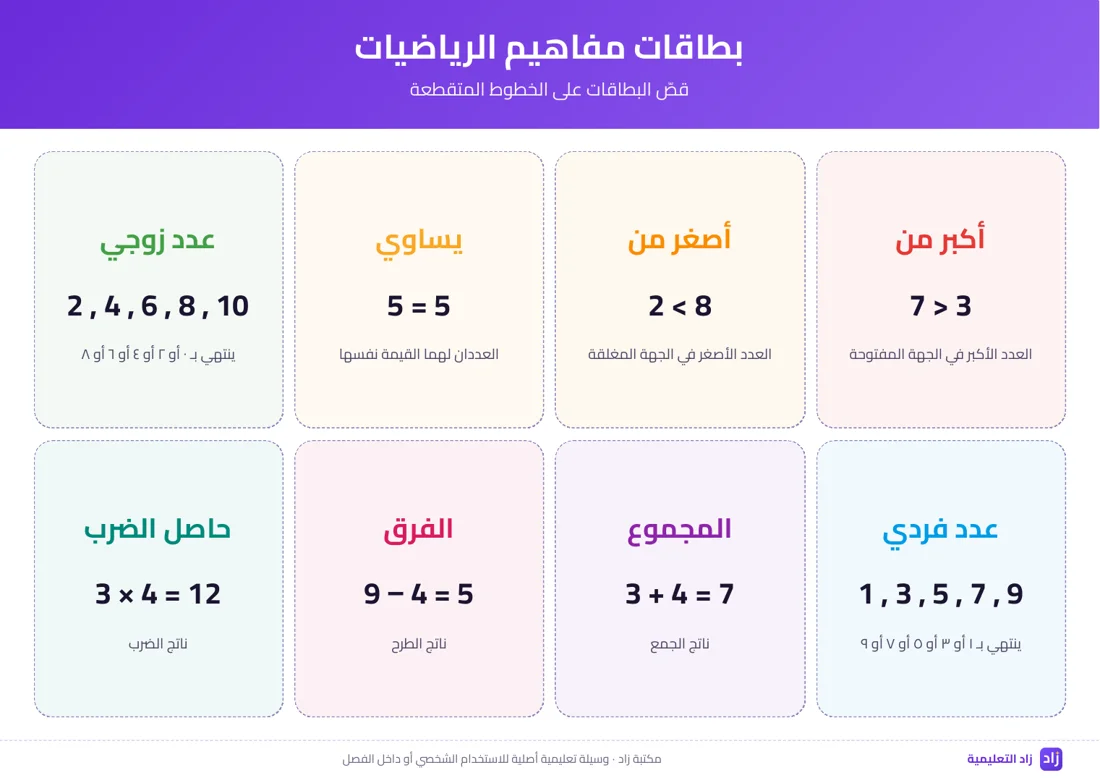 بطاقات مفاهيم الرياضيات
قصّ البطاقات على الخطوط المتقطعة
أكبر من
7 > 3
العدد الأكبر في الجهة المفتوحة
أصغر من
2 < 8
العدد الأصغر في الجهة المغلقة
يساوي
5 = 5
العددان لهما القيمة نفسها
عدد زوجي
2 , 4 , 6 , 8 , 10
ينتهي بـ ٠ أو ٢ أو ٤ أو ٦ أو ٨
عدد فردي
1 , 3 , 5 , 7 , 9
ينتهي بـ ١ أو ٣ أو ٥ أو ٧ أو ٩
المجموع
3 + 4 = 7
ناتج الجمع
الفرق
9 − 4 = 5
ناتج الطرح
حاصل الضرب
3 × 4 = 12
ناتج الضرب
زاد
زاد التعليمية
مكتبة زاد · وسيلة تعليمية أصلية للاستخدام الشخصي أو داخل الفصل